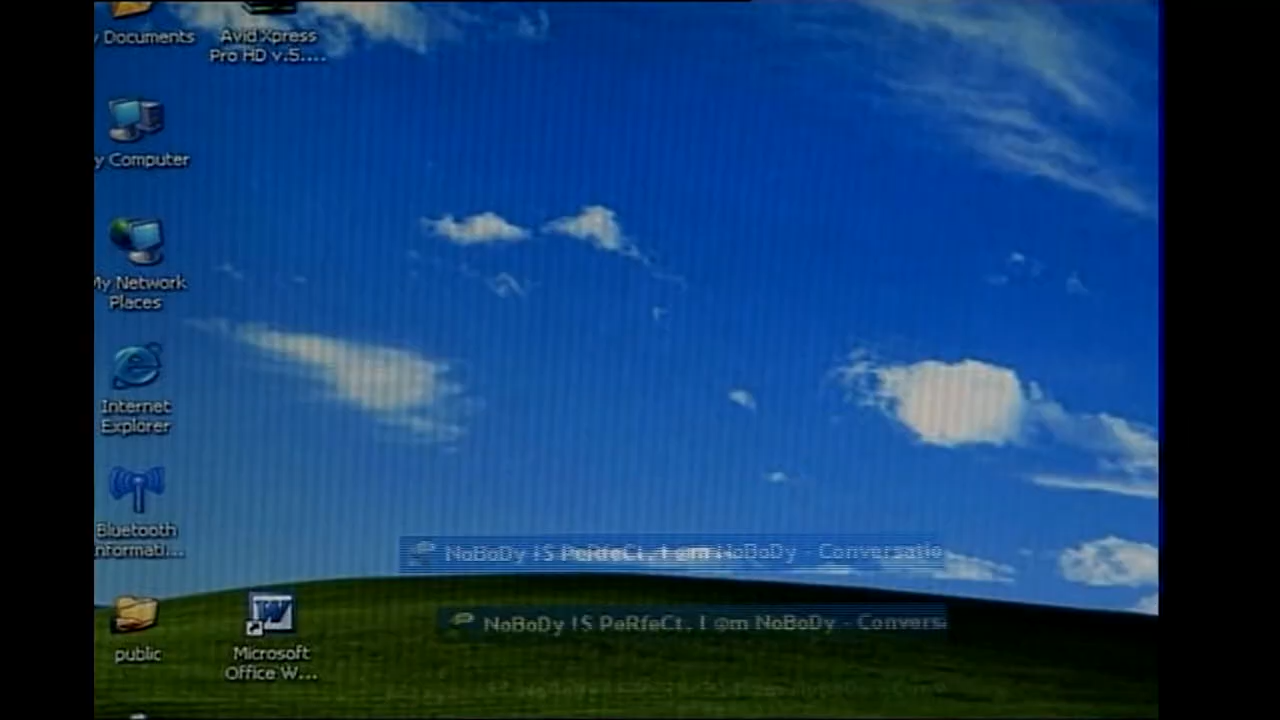 y Documents
Avid Xpress
Pro HD v.5....
y Computer
My Network
Places
Internet
Explorer
Bluetooth
nformati...
NoBoDy !S PeRfeCt. I @m NoBoDy - Conversatio
NoBoDy !S PeRfeCt. I @m NoBoDy - Convers
public
Microsoft
Office W...